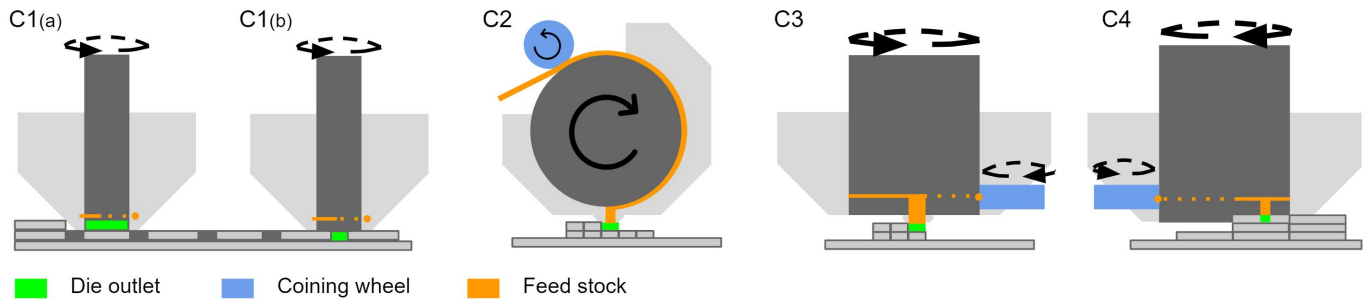 C1(a)
C1(b)
C2
C3
C4
Die outlet
Coining wheel
Feed stock